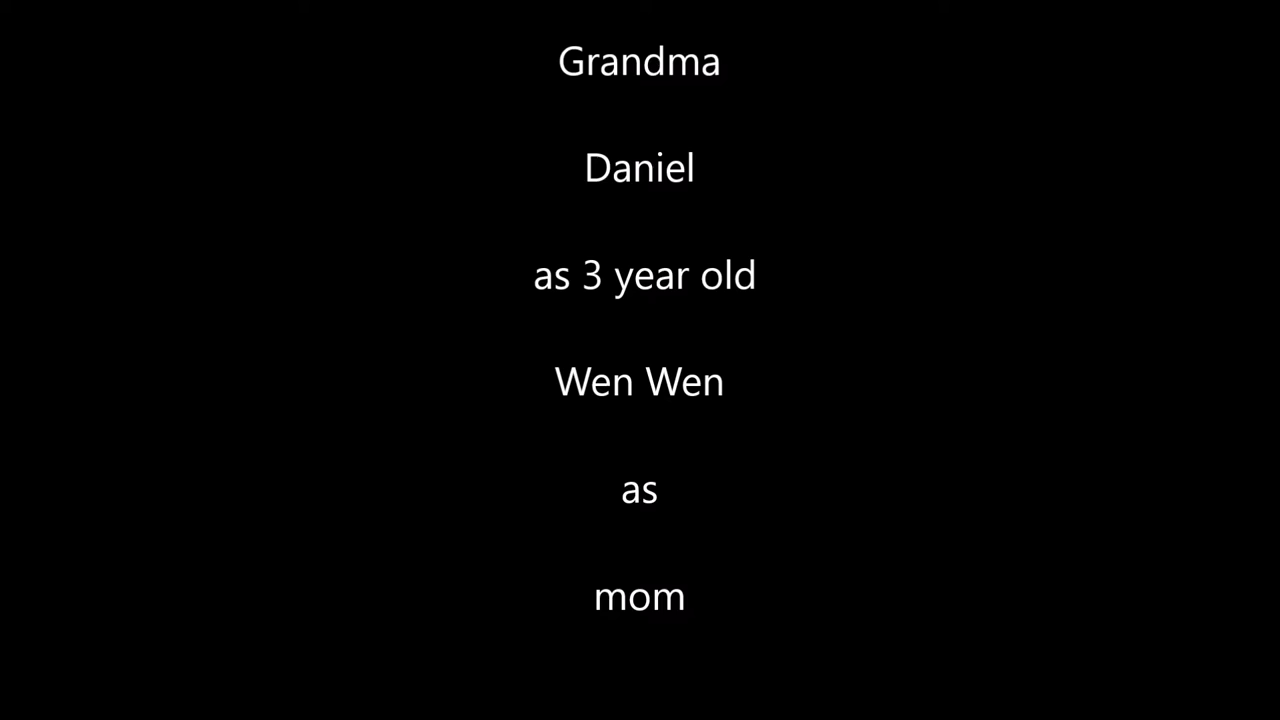 Grandma
Daniel
as 3 year old
Wen Wen
as
mom